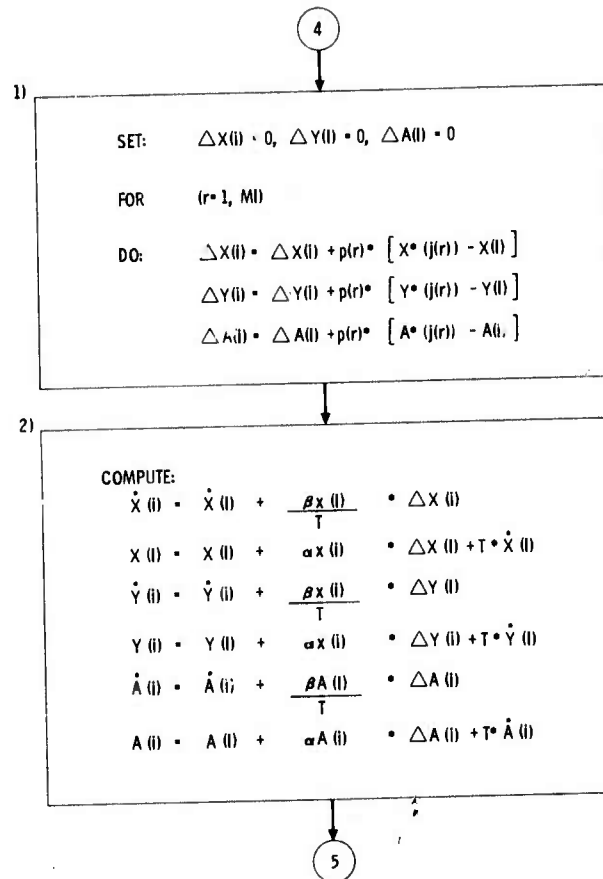 4
1)
SET: △X(i) = 0, △Y(I) = 0, △A(I) = 0
FOR (r= 1, MI)
DO: △X(i) = △X(i) + p(r)* [X* (j(r)) - X(I)]
△Y(i) = △Y(i) + p(r)* [Y* (j(r)) - Y(I)]
△A(i) = △A(I) + p(r)* [A* (j(r)) - A(i)]
2)
COMPUTE:
Ẋ(i) = Ẋ(I) + βX(I)/T * △X(i)
X(I) = X(I) + αX(i) * △X(I) + T* Ẋ(I)
Ẏ(i) = Ẏ(i) + βX(i)/T * △Y(I)
Y(i) = Y(I) + αX(i) * △Y(i) + T* Ẏ(I)
Ȧ(i) = Ȧ(i) + βA(I)/T * △A(i)
A(i) = A(I) + αA(i) * △A(i) + T* Ȧ(i)
5